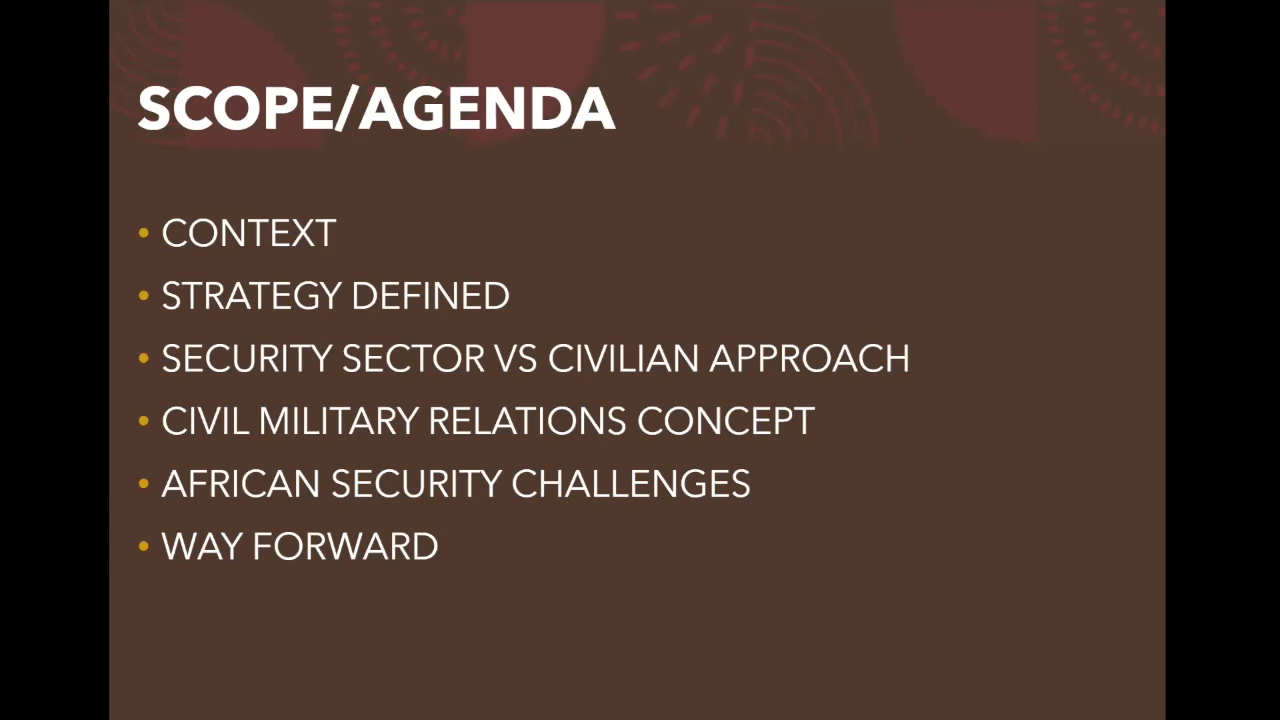 SCOPE/AGENDA
• CONTEXT
• STRATEGY DEFINED
• SECURITY SECTOR VS CIVILIAN APPROACH
• CIVIL MILITARY RELATIONS CONCEPT
• AFRICAN SECURITY CHALLENGES
• WAY FORWARD